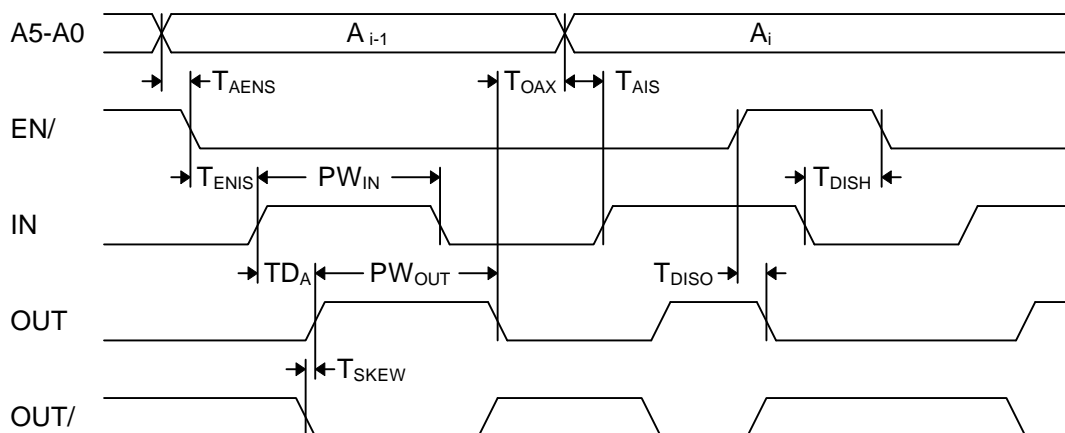 A5-A0 A i-1 Ai
TAENS TOAX TAIS
EN/
TENIS PWIN TDISH
IN
TDA PWOUT TDISO
OUT
TSKEW
OUT/